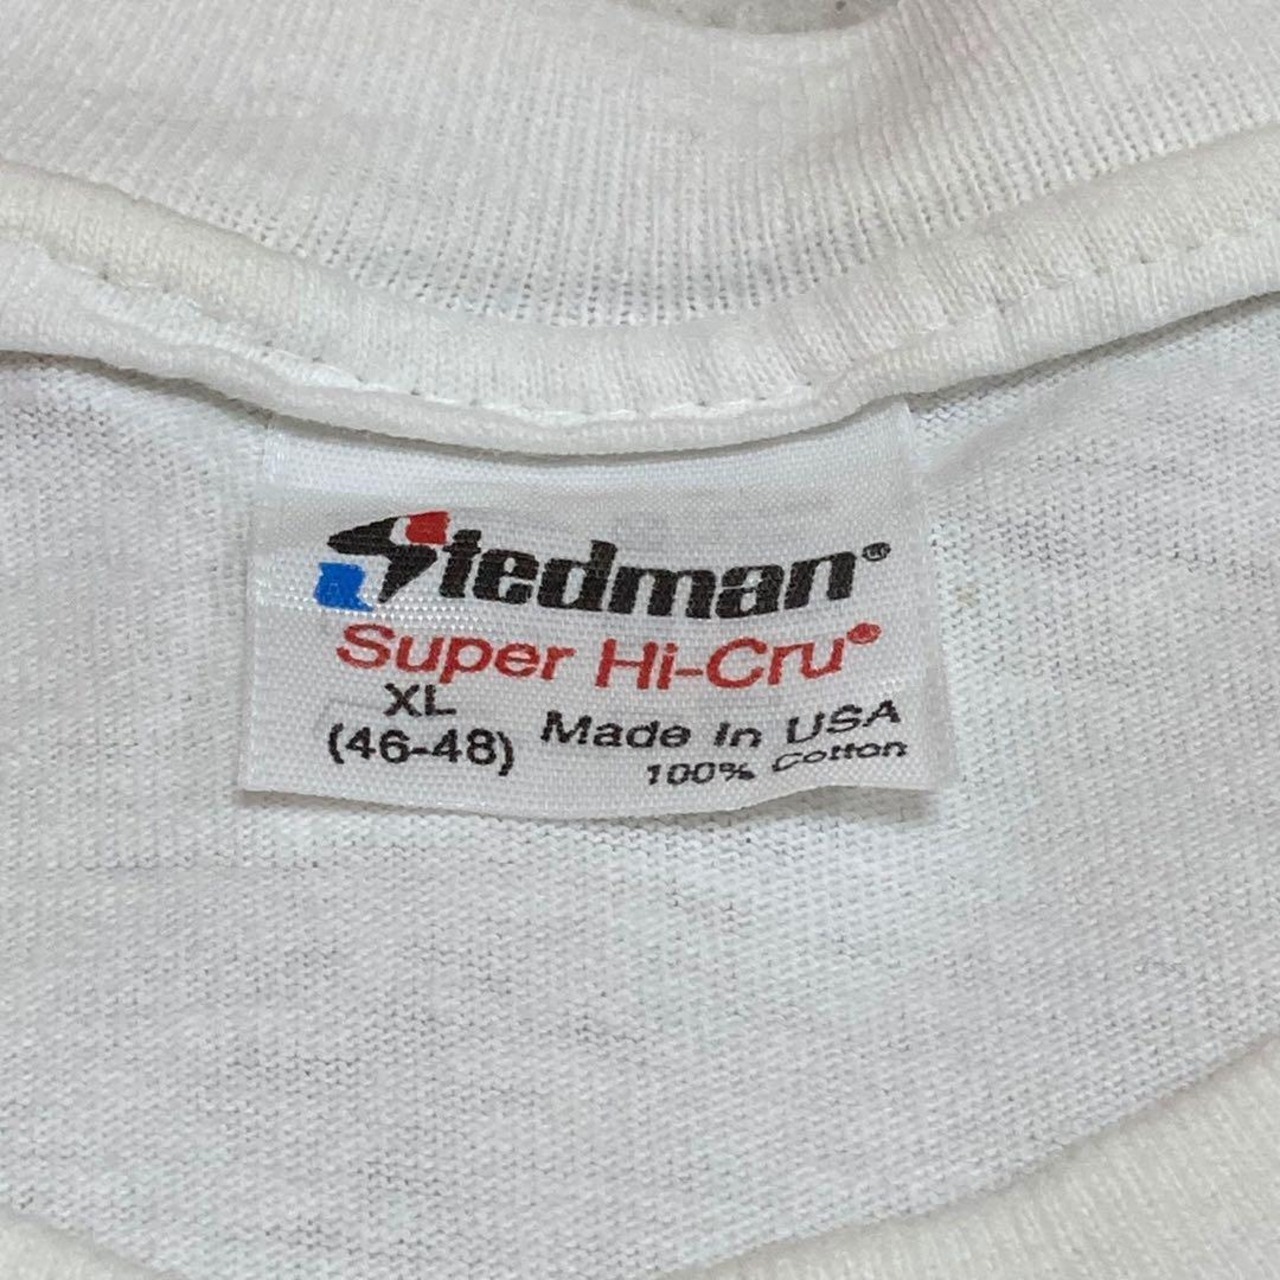 Stedman®
Super Hi-Cru®
XL
(46-48)
Made In USA
100% Cotton